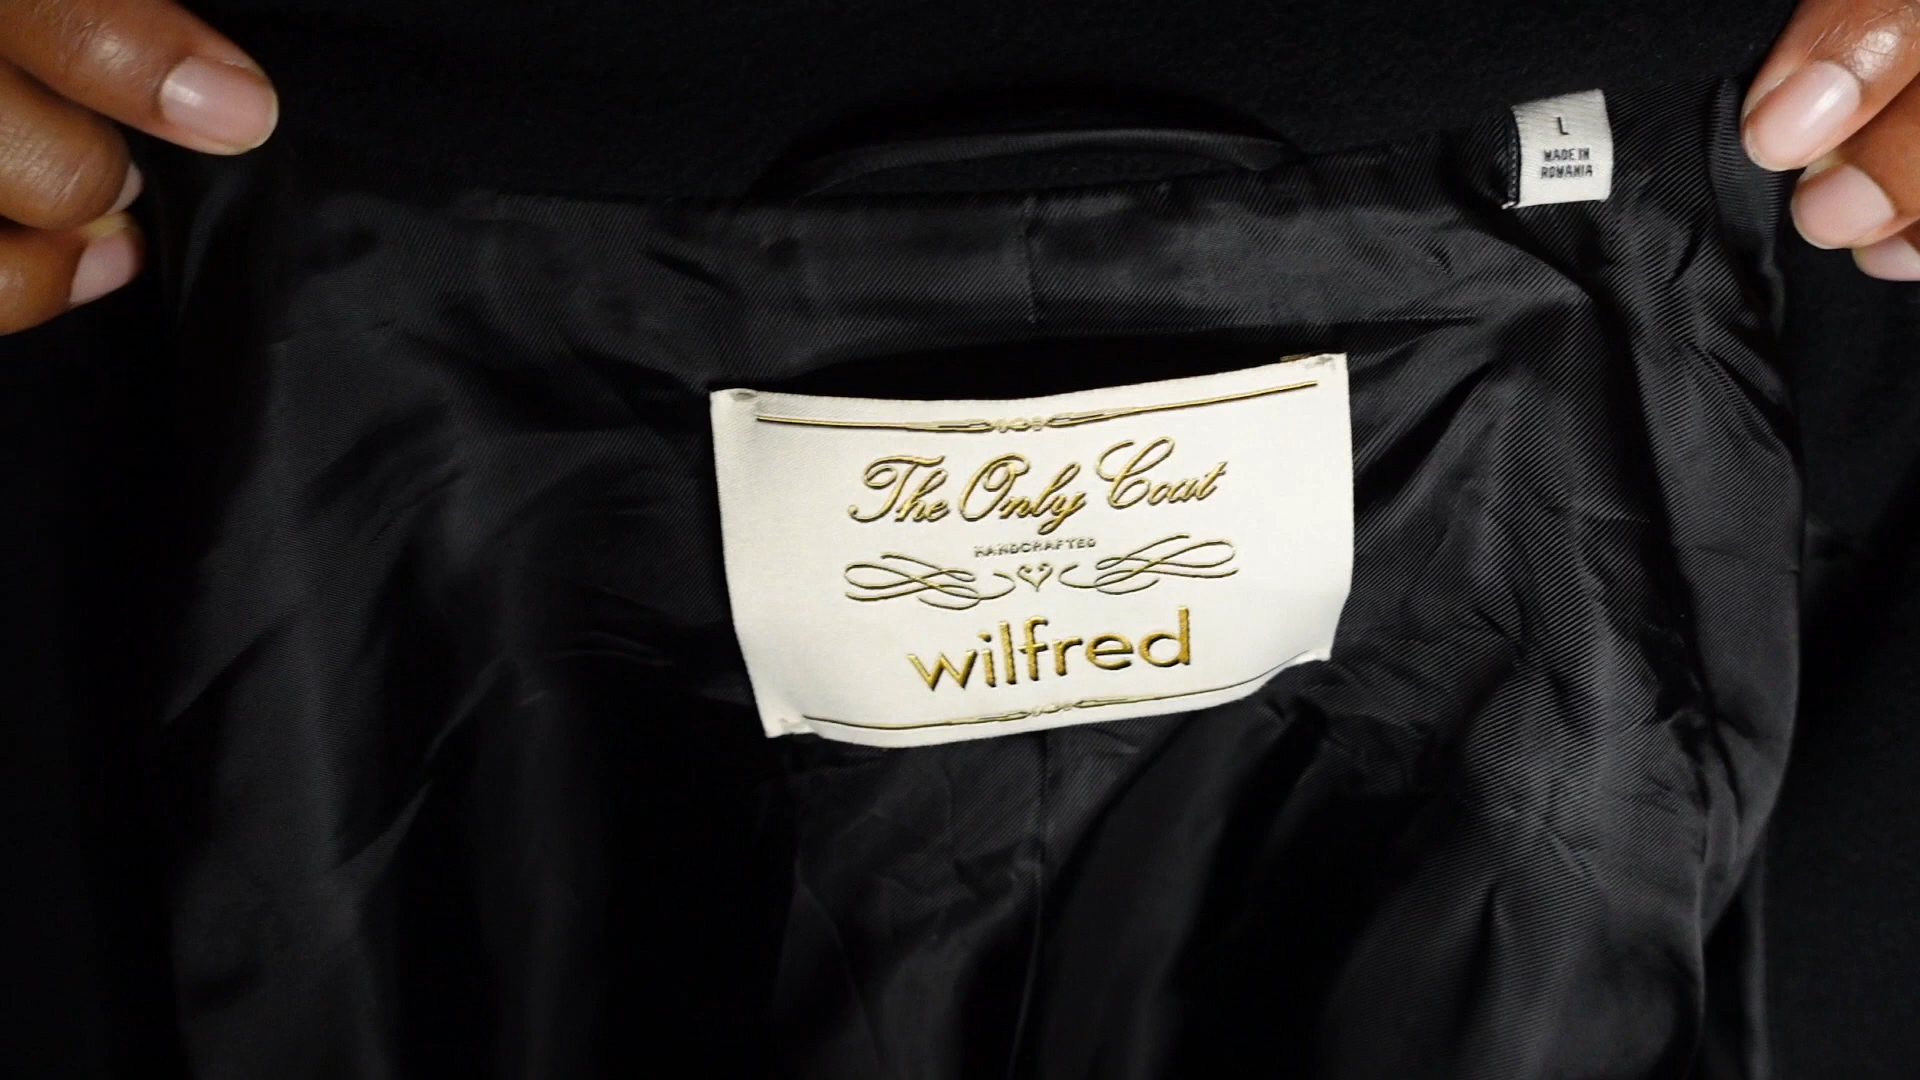 L
MADE IN
ROMANIA
The Only Coat
HANDCRAFTED
wilfred